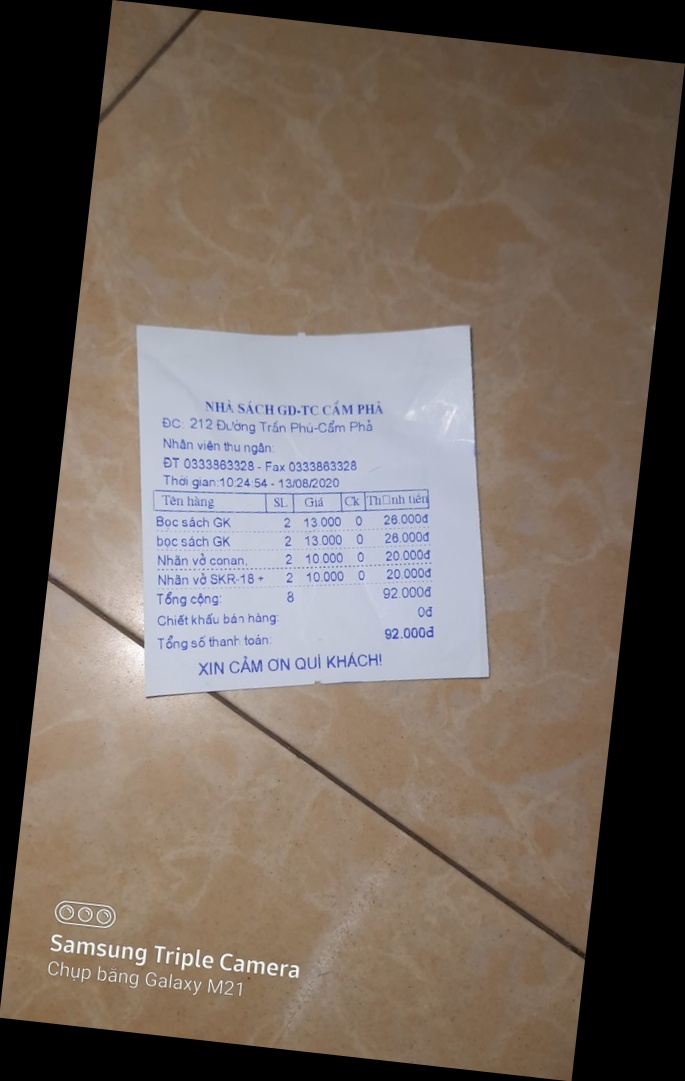 NHÀ SÁCH GD-TC CẨM PHẢ
ĐC: 212 Đường Trần Phú-Cẩm Phả
Nhân viên thu ngân:
ĐT 0333863328 - Fax 0333863328
Thời gian:10:24:54 - 13/08/2020
Tên hàng SL Giá Ck Th□nh tiền
Bọc sách GK 2 13.000 0 26.000đ
bọc sách GK 2 13.000 0 26.000đ
Nhãn vở conan, 2 10.000 0 20.000đ
Nhãn vở SKR-18 + 2 10.000 0 20.000đ
Tổng cộng: 8 92.000đ
Chiết khấu bán hàng: 0đ
Tổng số thanh toán: 92.000đ
XIN CẢM ƠN QUÍ KHÁCH!
Samsung Triple Camera
Chụp bằng Galaxy M21